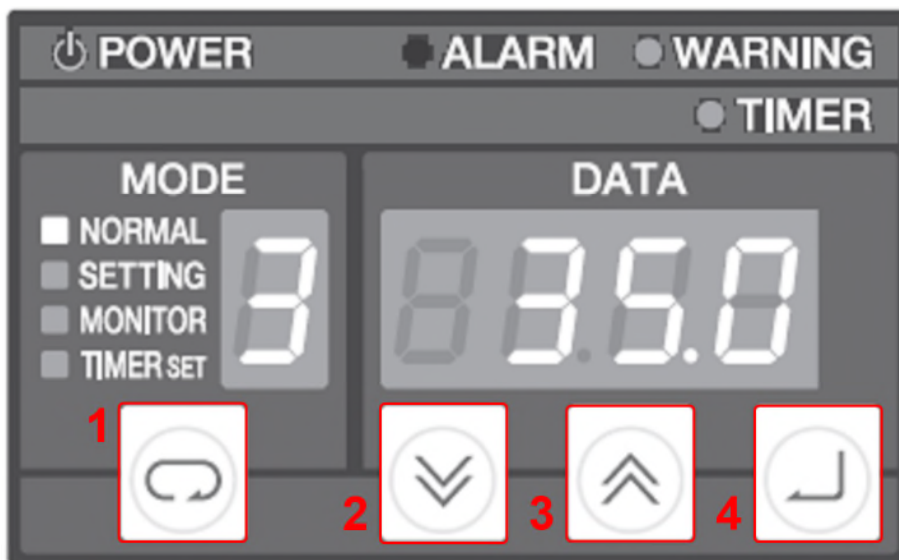 POWER ALARM WARNING
TIMER
MODE DATA
NORMAL
SETTING
MONITOR
TIMER SET
3 35.0
1
2 3 4